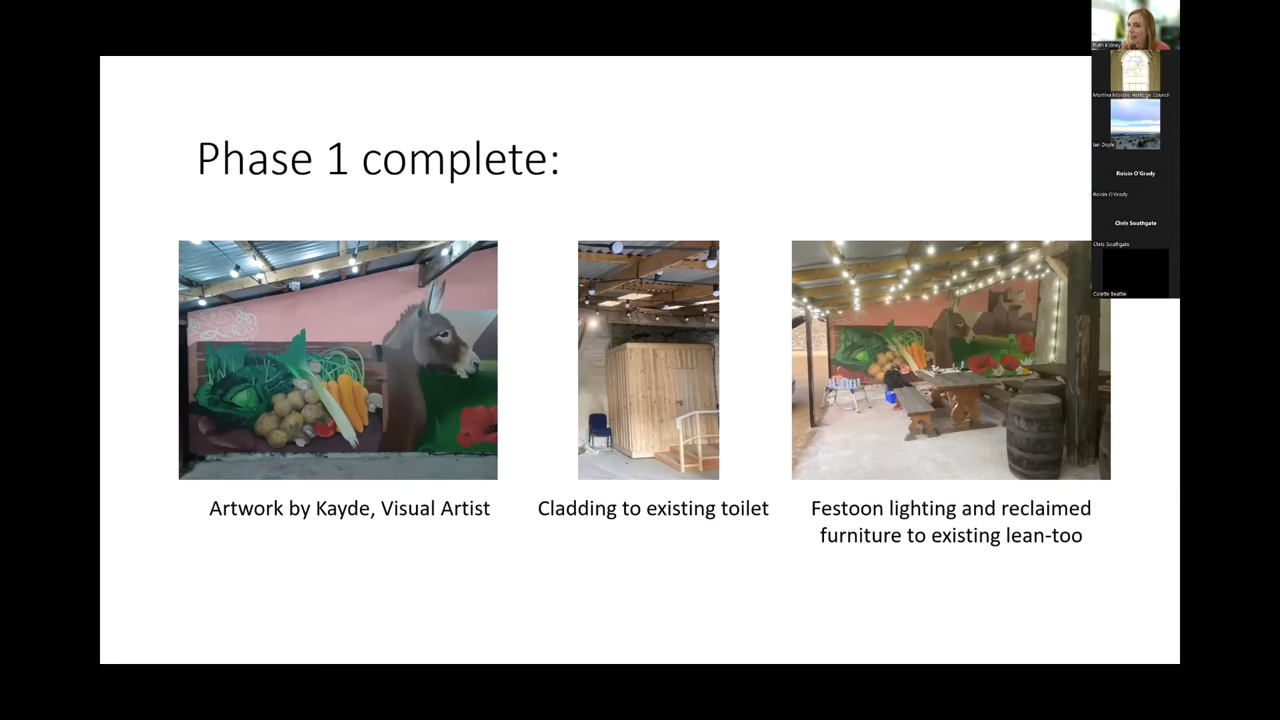 Phase 1 complete:
Artwork by Kayde, Visual Artist
Cladding to existing toilet
Festoon lighting and reclaimed
furniture to existing lean-too
Ruth Kidney
Martina Moloney Heritage Council
Ian Doyle
Roisin O'Grady
Roisin O'Grady
Chris Southgate
Chris Southgate
Colette Beattie